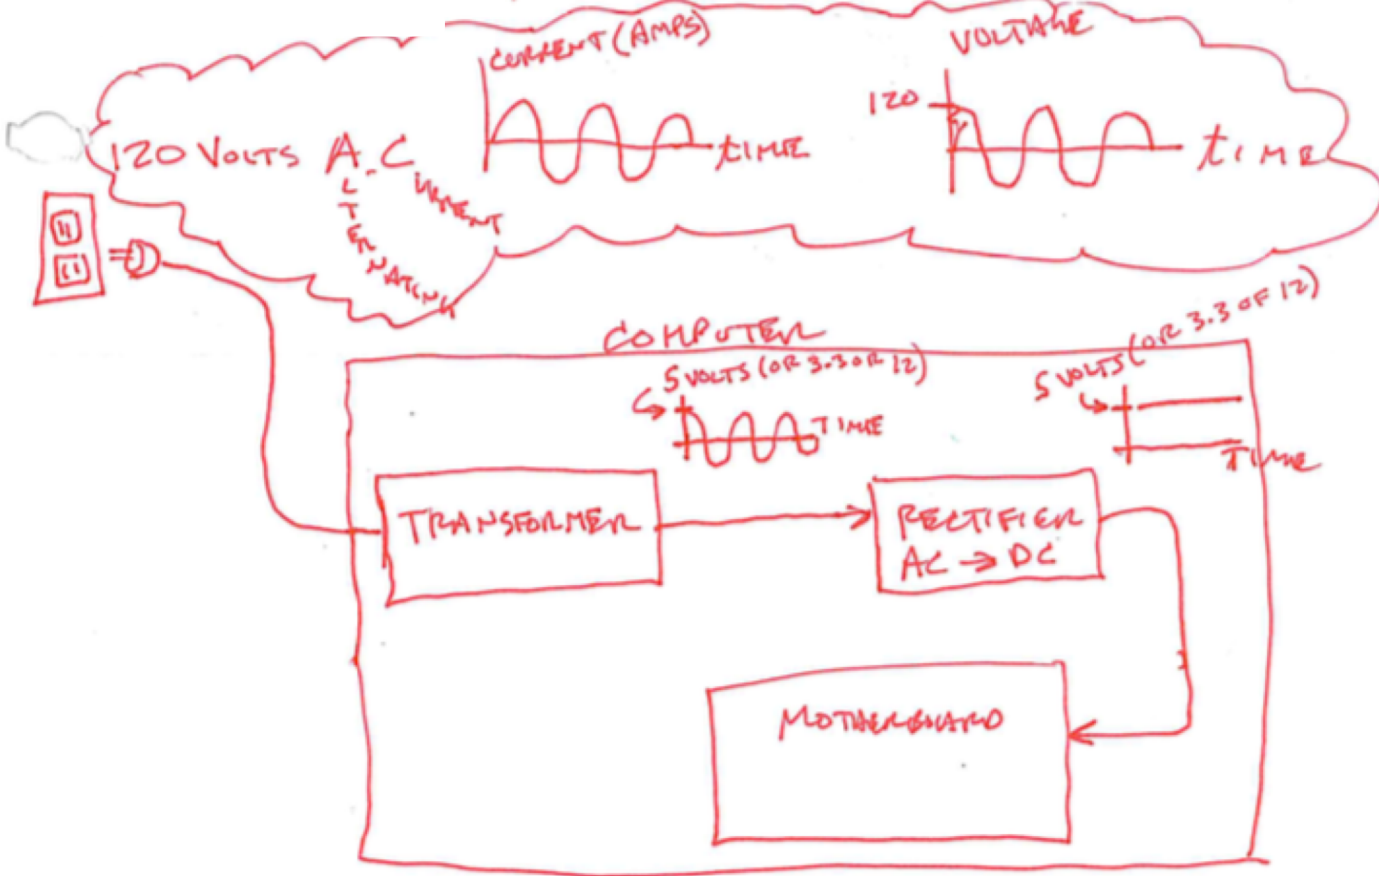 CURRENT (AMPS)
VOLTAGE
120
120 VOLTS A.C
ALTERNATING
CURRENT
TIME
TIME
COMPUTER
5 VOLTS (OR 3.3 OR 12)
5 VOLTS (OR 3.3 OF 12)
TIME
TIME
TRANSFORMER
RECTIFIER
AC → DC
MOTHERBOARD